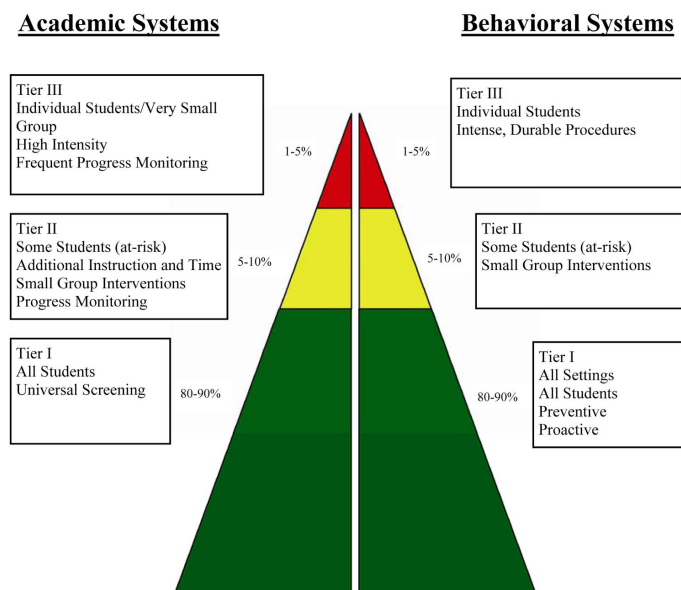 Academic Systems
Behavioral Systems
Tier III
Individual Students/Very Small
Group
High Intensity
Frequent Progress Monitoring
1-5%
1-5%
Tier III
Individual Students
Intense, Durable Procedures
Tier II
Some Students (at-risk)
Additional Instruction and Time
Small Group Interventions
Progress Monitoring
5-10%
5-10%
Tier II
Some Students (at-risk)
Small Group Interventions
Tier I
All Students
Universal Screening
80-90%
80-90%
Tier I
All Settings
All Students
Preventive
Proactive